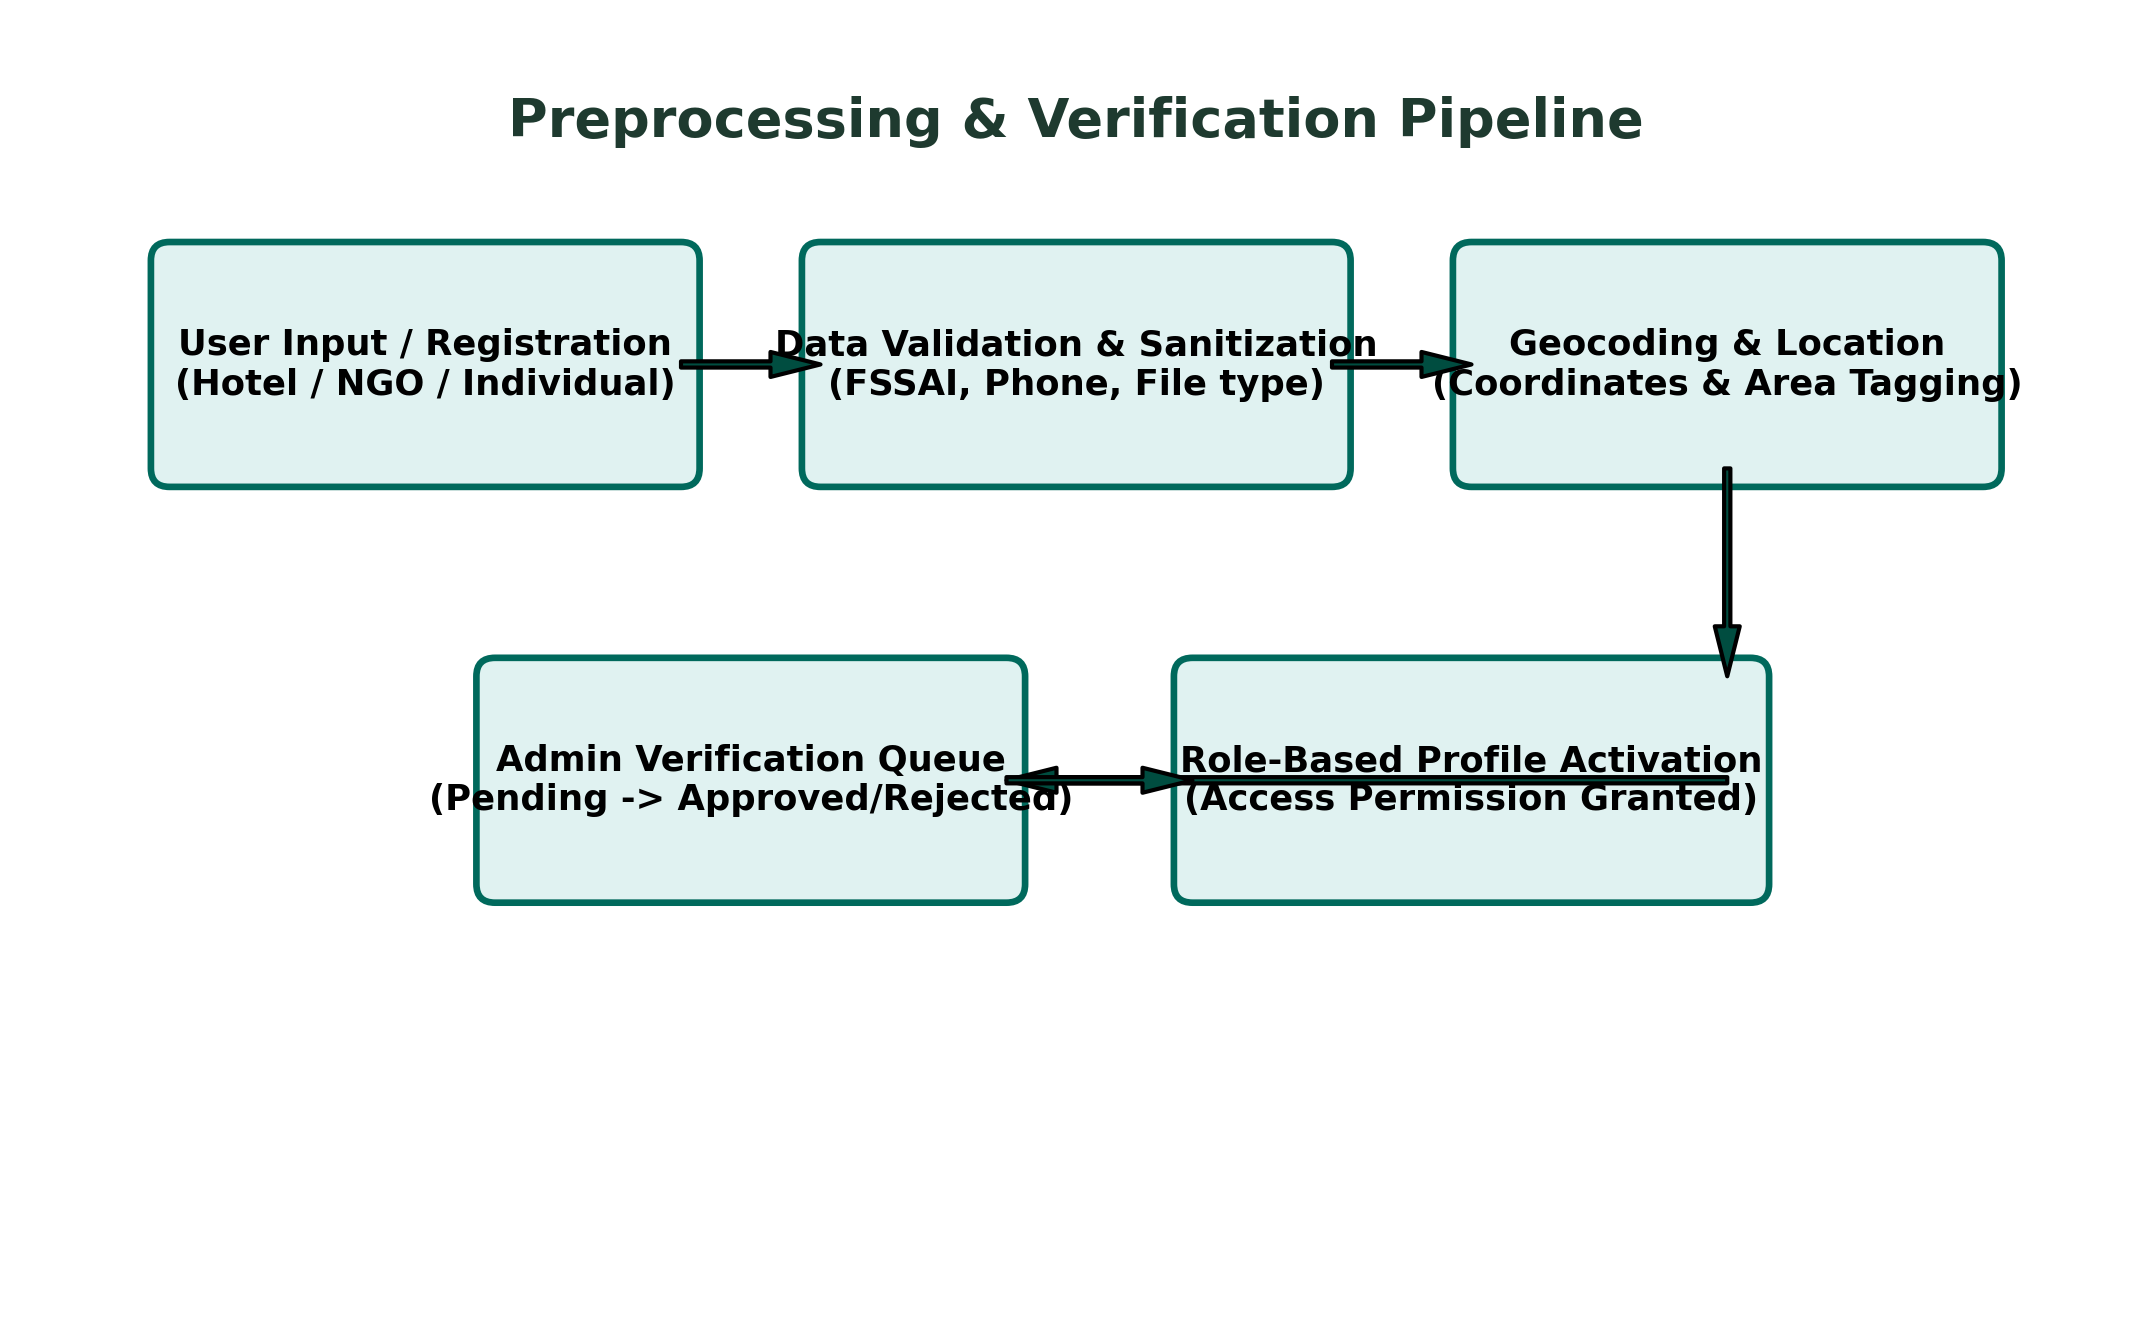 Preprocessing & Verification Pipeline
User Input / Registration
(Hotel / NGO / Individual)
Data Validation & Sanitization
(FSSAI, Phone, File type)
Geocoding & Location
(Coordinates & Area Tagging)
Admin Verification Queue
(Pending -> Approved/Rejected)
Role-Based Profile Activation
(Access Permission Granted)